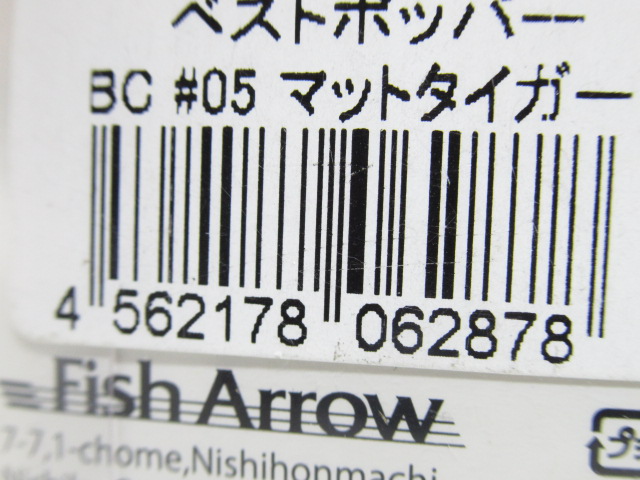 ベストポッパー
BC #05 マットタイガー
4 562178 062878
Fish Arrow
7-7,1-chome,Nishihonmachi
プ